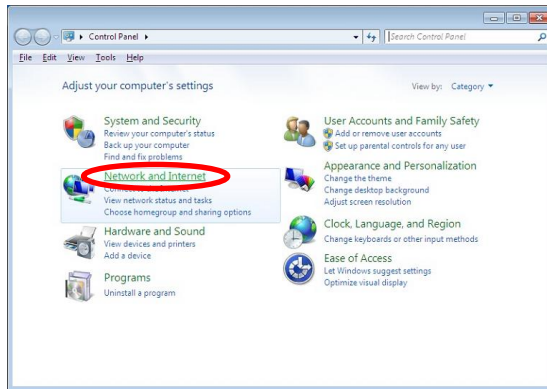 Control Panel
Search Control Panel
File Edit View Tools Help
Adjust your computer's settings
View by: Category
System and Security
Review your computer's status
Back up your computer
Find and fix problems
Network and Internet
View network status and tasks
Choose homegroup and sharing options
Hardware and Sound
View devices and printers
Add a device
Programs
Uninstall a program
User Accounts and Family Safety
Add or remove user accounts
Set up parental controls for any user
Appearance and Personalization
Change the theme
Change desktop background
Adjust screen resolution
Clock, Language, and Region
Change keyboards or other input methods
Ease of Access
Let Windows suggest settings
Optimize visual display